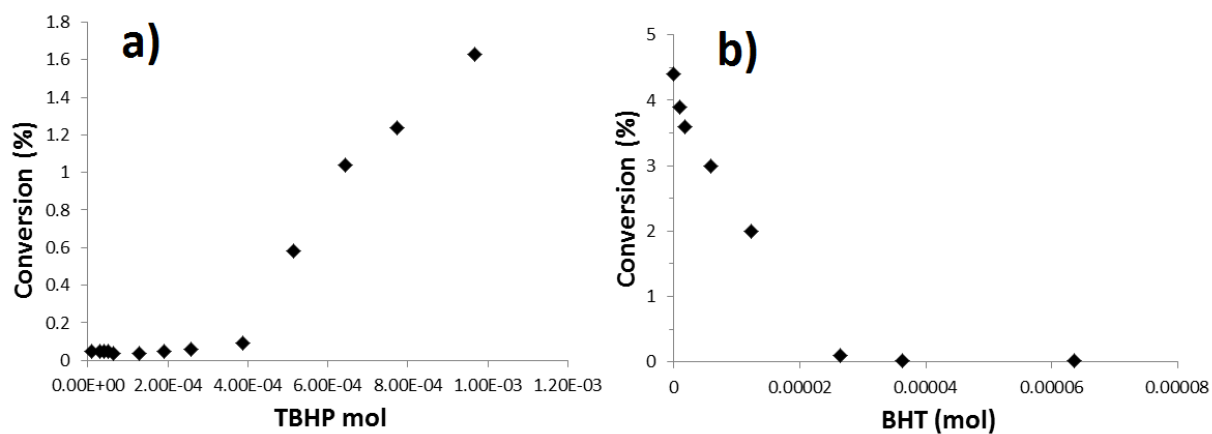 a)
Conversion (%)
1.8
1.6
1.4
1.2
1
0.8
0.6
0.4
0.2
0
0.00E+00 2.00E-04 4.00E-04 6.00E-04 8.00E-04 1.00E-03 1.20E-03
TBHP mol
b)
Conversion (%)
5
4
3
2
1
0
0 0.00002 0.00004 0.00006 0.00008
BHT (mol)